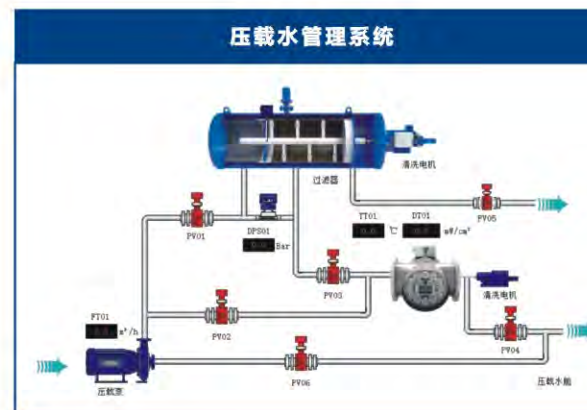 压载水管理系统
清洗电机
过滤器
TT01
DT01
PV05
℃
mW/cm²
PV01
DPS01
Bar
PV03
清洗电机
FT01
m³/h
PV02
PV04
压载泵
PV06
压载水舱